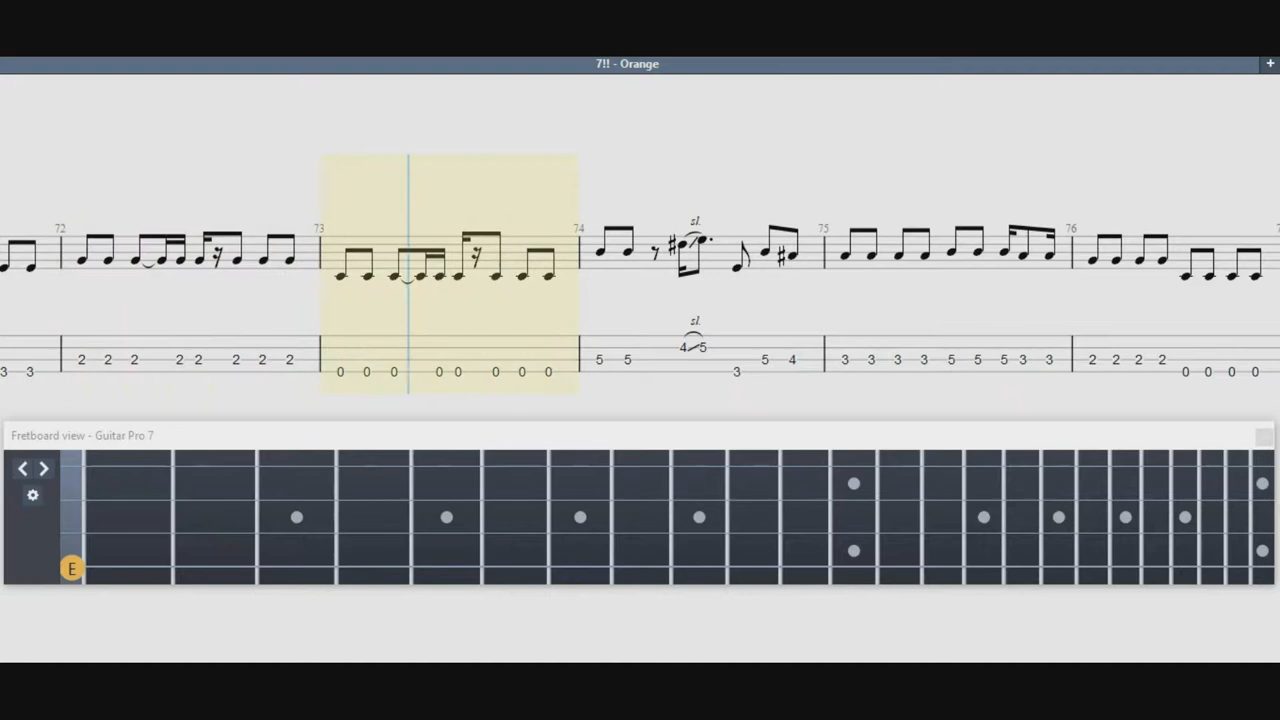 7!! - Orange +
72 73 74 75 76
sl.
sl.
4 5
2 2 2 2 2 2 2 2 5 5 5 4 3 3 3 3 5 5 5 3 3 2 2 2 2
3 3 0 0 0 0 0 0 0 0 3 0 0 0 0
Fretboard view - Guitar Pro 7
E